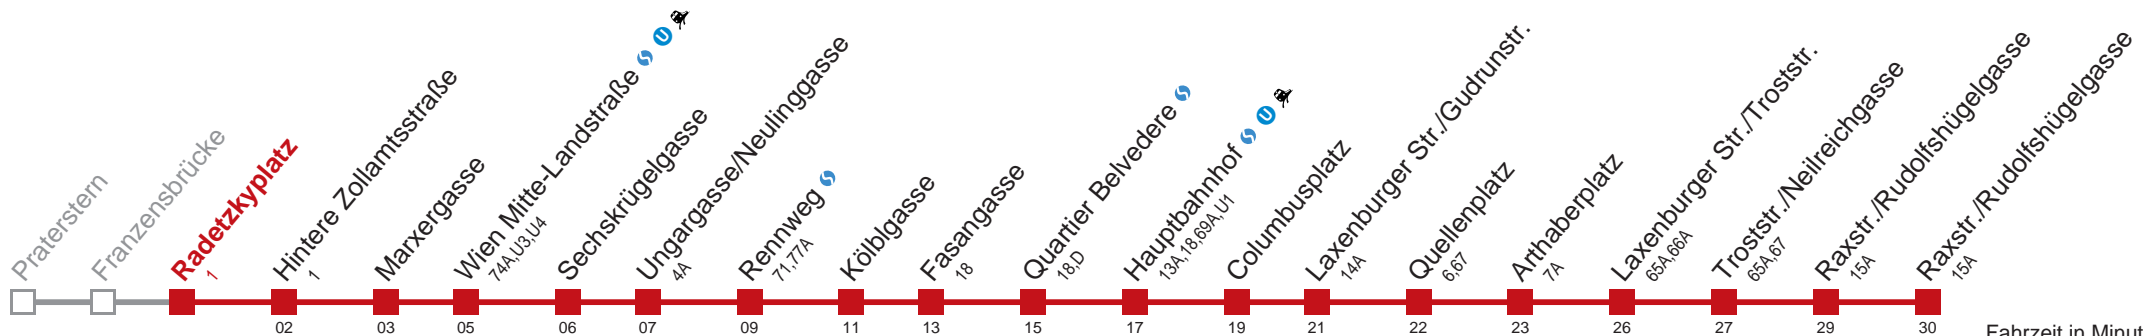 Praterstern
Franzensbrücke
Radetzkyplatz
1
Hintere Zollamtsstraße
1
Marxergasse
Wien Mitte-Landstraße S U
74A,U3,U4
Sechskrügelgasse
Ungargasse/Neulinggasse
4A
Rennweg S
71,77A
Kölblgasse
Fasangasse
18
Quartier Belvedere S
18,D
Hauptbahnhof S U
13A,18,69A,U1
Columbusplatz
Laxenburger Str./Gudrunstr.
14A
Quellenplatz
6,67
Arthaberplatz
7A
Laxenburger Str./Troststr.
65A,66A
Troststr./Neilreichgasse
65A,67
Raxstr./Rudolfshügelgasse
15A
Raxstr./Rudolfshügelgasse
15A
02 03 05 06 07 09 11 13 15 17 19 21 22 23 26 27 29 30 Fahrzeit in Minut